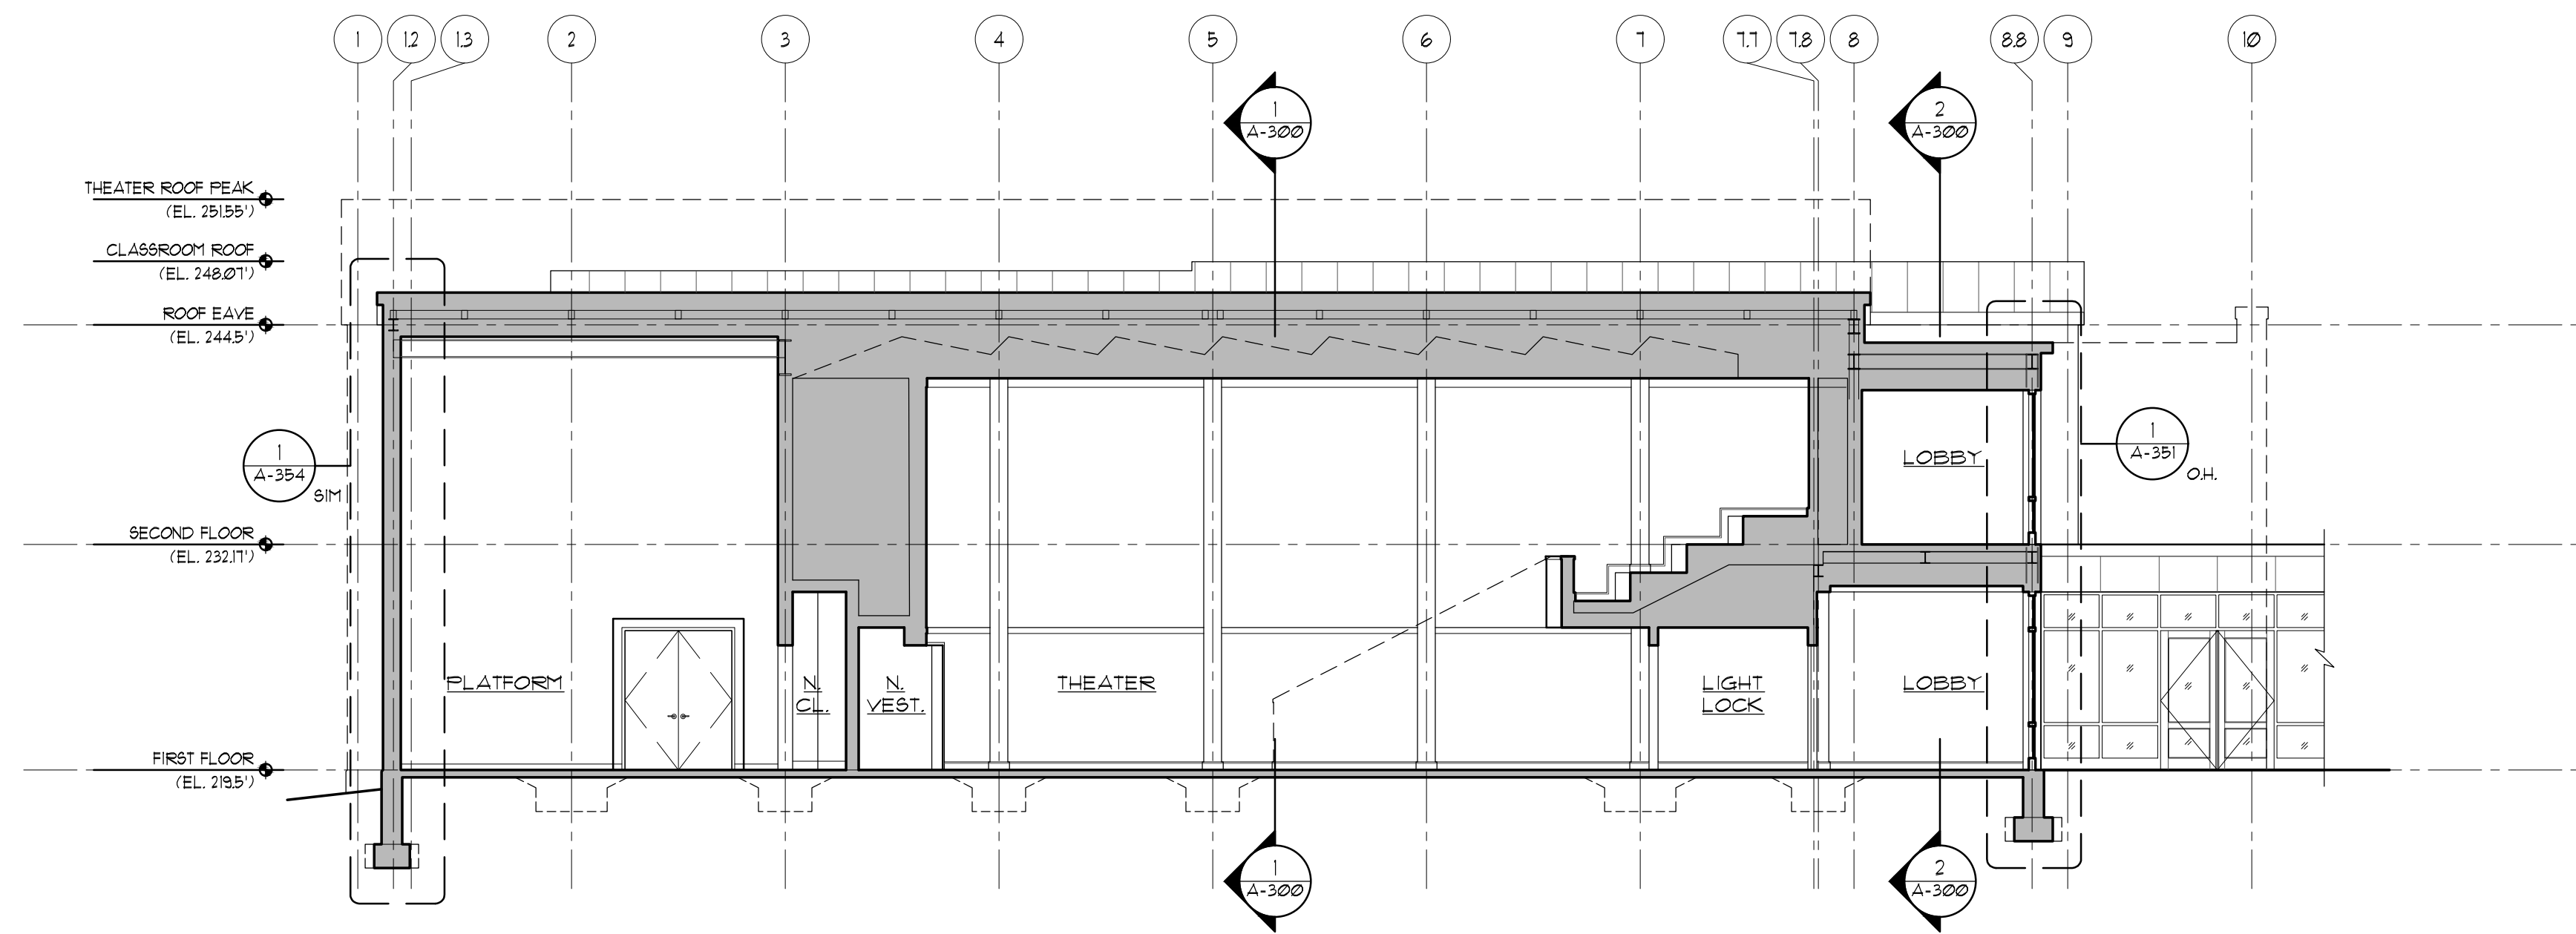 1 1.2 1.3 2 3 4 5 6 7 7.7 7.8 8 8.8 9 10
1
A-300
2
A-300
THEATER ROOF PEAK
(EL. 251.55')
CLASSROOM ROOF
(EL. 248.07')
ROOF EAVE
(EL. 244.5')
1
A-354
SIM
LOBBY
1
A-351
O.H.
SECOND FLOOR
(EL. 232.17')
PLATFORM
N.
CL.
N.
VEST.
THEATER
LIGHT
LOCK
LOBBY
FIRST FLOOR
(EL. 219.5')
1
A-300
2
A-300